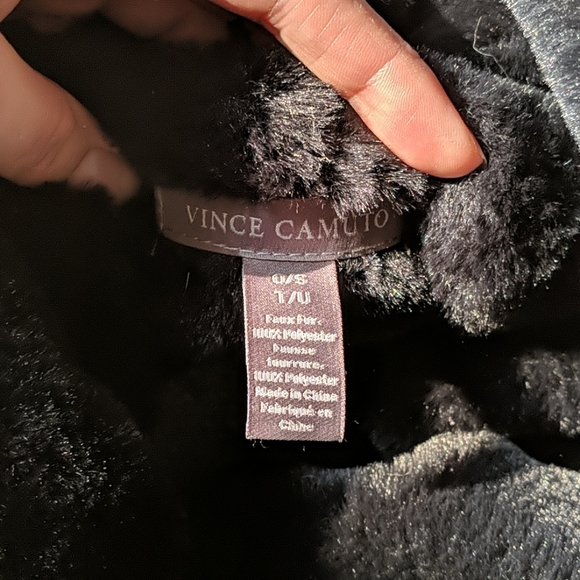 VINCE CAMUTO
O/S
T/U
Faux Fur.
100% Polyester
Fausse
fourrure.
100% Polyester
Made in China
Fabriqué en
Chine